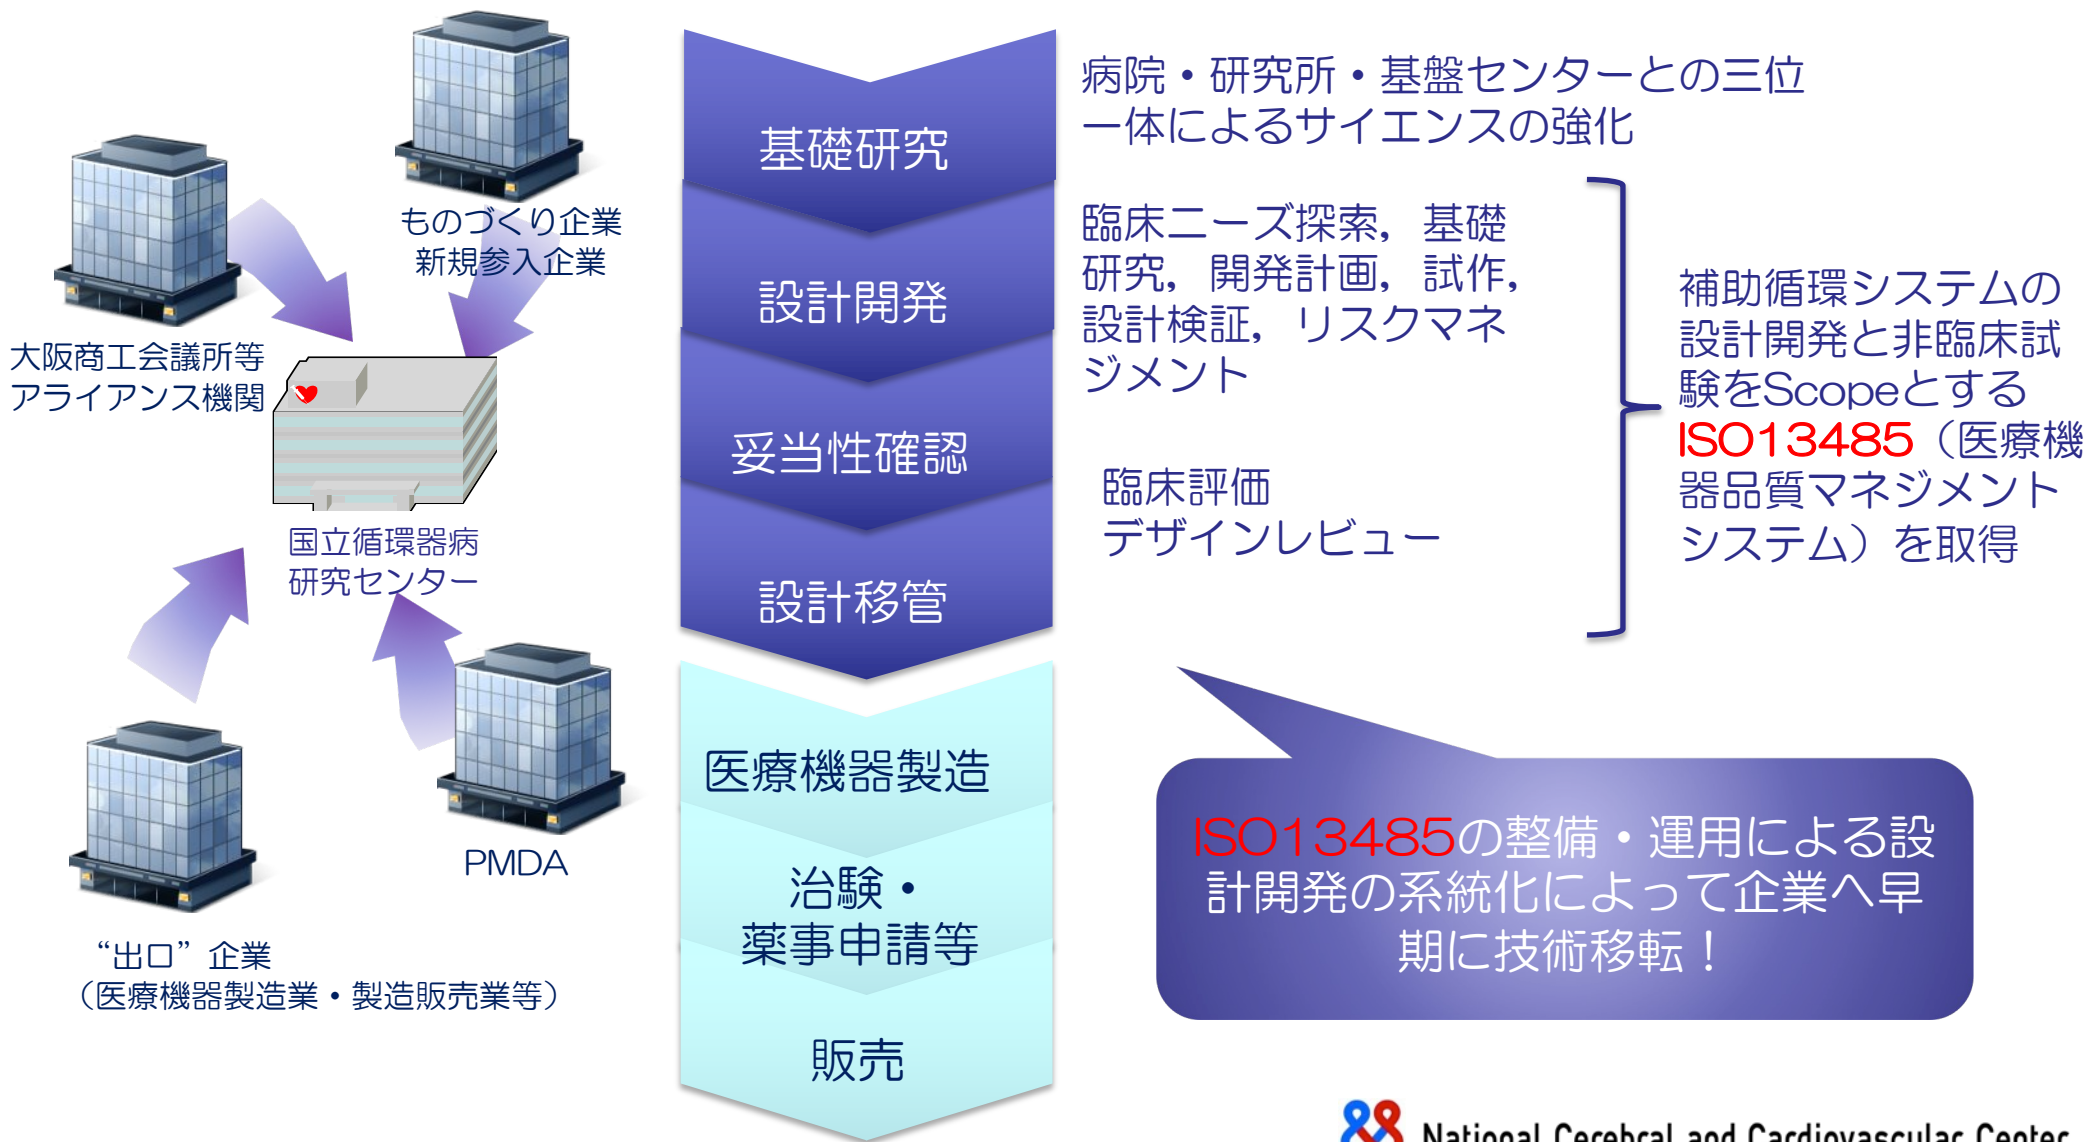 ものづくり企業
新規参入企業
大阪商工会議所等
アライアンス機関
国立循環器病
研究センター
PMDA
“出口”企業
（医療機器製造業・製造販売業等）
基礎研究
設計開発
妥当性確認
設計移管
医療機器製造
治験・
薬事申請等
販売
病院・研究所・基盤センターとの三位
一体によるサイエンスの強化
臨床ニーズ探索，基礎
研究，開発計画，試作，
設計検証，リスクマネ
ジメント
臨床評価
デザインレビュー
補助循環システムの
設計開発と非臨床試
験をScopeとする
ISO13485（医療機
器品質マネジメント
システム）を取得
ISO13485の整備・運用による設
計開発の系統化によって企業へ早
期に技術移転！
National Cerebral and Cardiovascular Center